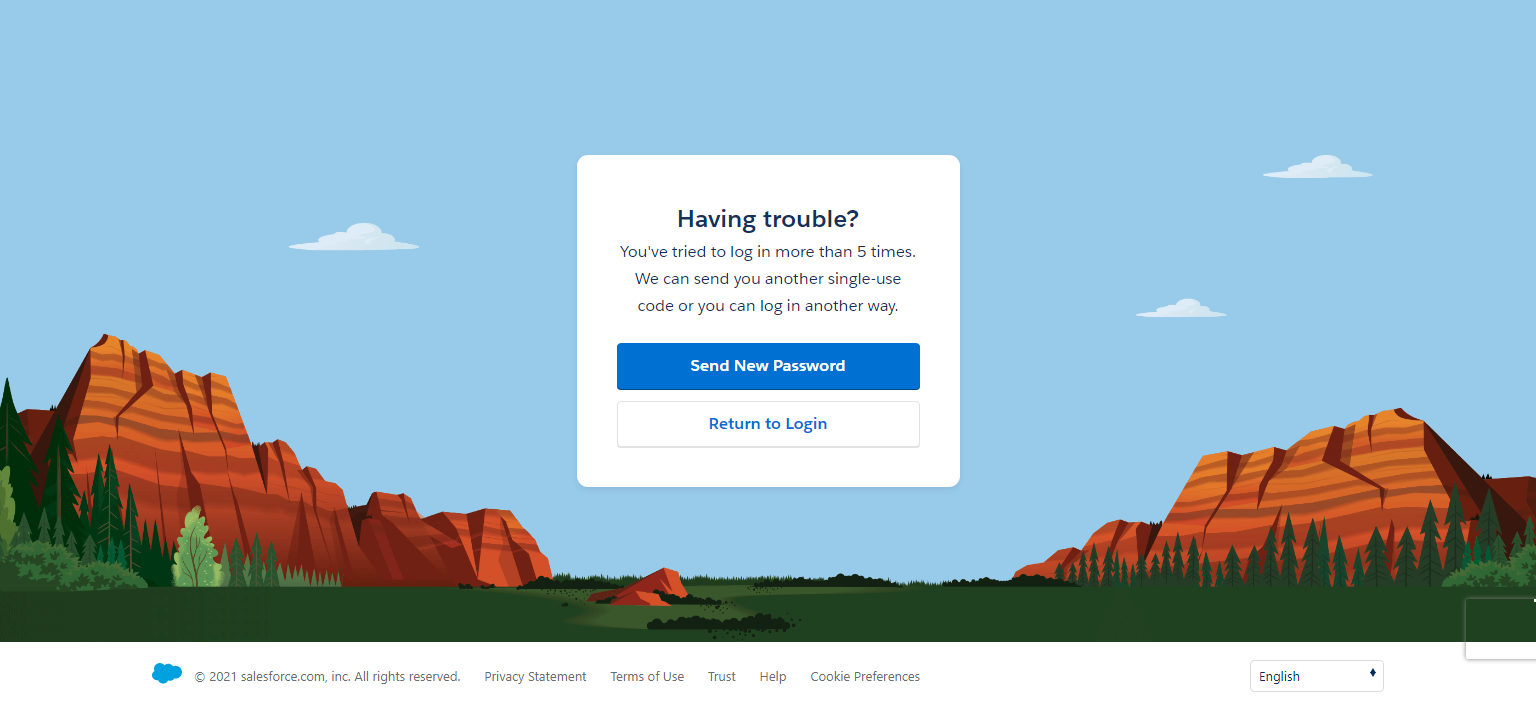 Having trouble?
You've tried to log in more than 5 times.
We can send you another single-use
code or you can log in another way.
Send New Password
Return to Login
© 2021 salesforce.com, inc. All rights reserved. Privacy Statement Terms of Use Trust Help Cookie Preferences English